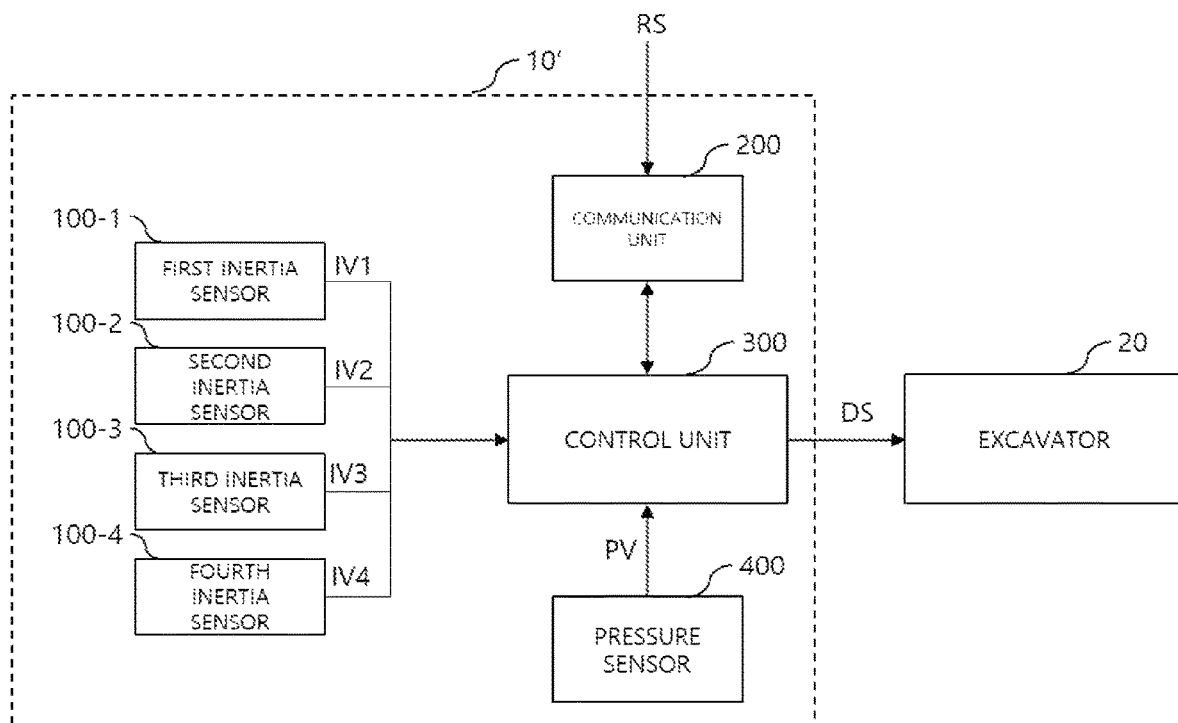 RS
10'
200
COMMUNICATION
UNIT
100-1
FIRST INERTIA
SENSOR
IV1
100-2
SECOND
INERTIA
SENSOR
IV2
100-3
THIRD INERTIA
SENSOR
IV3
100-4
FOURTH
INERTIA
SENSOR
IV4
300
CONTROL UNIT
DS
20
EXCAVATOR
PV
400
PRESSURE
SENSOR